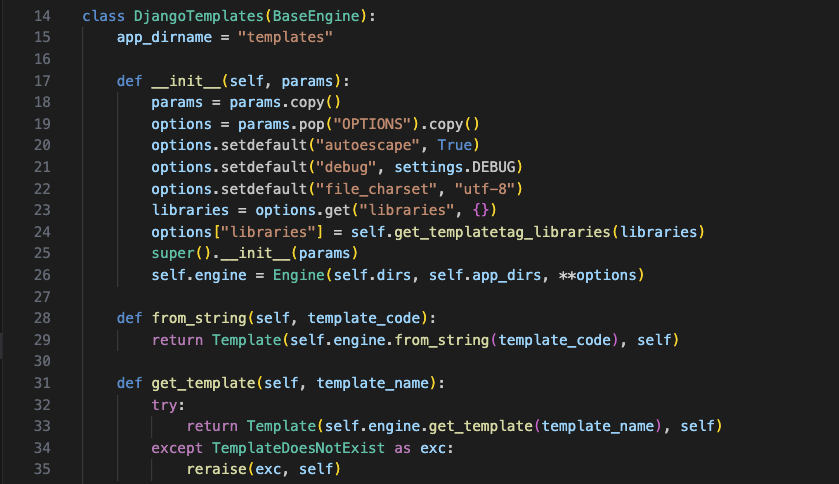 14 class DjangoTemplates(BaseEngine):
15     app_dirname = "templates"
16
17     def __init__(self, params):
18         params = params.copy()
19         options = params.pop("OPTIONS").copy()
20         options.setdefault("autoescape", True)
21         options.setdefault("debug", settings.DEBUG)
22         options.setdefault("file_charset", "utf-8")
23         libraries = options.get("libraries", {})
24         options["libraries"] = self.get_templatetag_libraries(libraries)
25         super().__init__(params)
26         self.engine = Engine(self.dirs, self.app_dirs, **options)
27
28     def from_string(self, template_code):
29         return Template(self.engine.from_string(template_code), self)
30
31     def get_template(self, template_name):
32         try:
33             return Template(self.engine.get_template(template_name), self)
34         except TemplateDoesNotExist as exc:
35             reraise(exc, self)